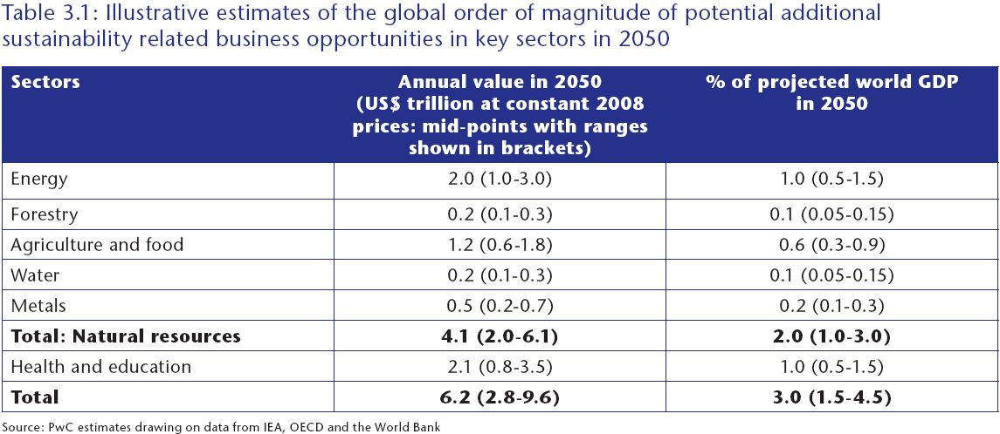 Table 3.1: Illustrative estimates of the global order of magnitude of potential additional
sustainability related business opportunities in key sectors in 2050
Sectors Annual value in 2050 (US$ trillion at constant 2008 prices: mid-points with ranges shown in brackets) % of projected world GDP in 2050
Energy 2.0 (1.0-3.0) 1.0 (0.5-1.5)
Forestry 0.2 (0.1-0.3) 0.1 (0.05-0.15)
Agriculture and food 1.2 (0.6-1.8) 0.6 (0.3-0.9)
Water 0.2 (0.1-0.3) 0.1 (0.05-0.15)
Metals 0.5 (0.2-0.7) 0.2 (0.1-0.3)
Total: Natural resources 4.1 (2.0-6.1) 2.0 (1.0-3.0)
Health and education 2.1 (0.8-3.5) 1.0 (0.5-1.5)
Total 6.2 (2.8-9.6) 3.0 (1.5-4.5)
Source: PwC estimates drawing on data from IEA, OECD and the World Bank